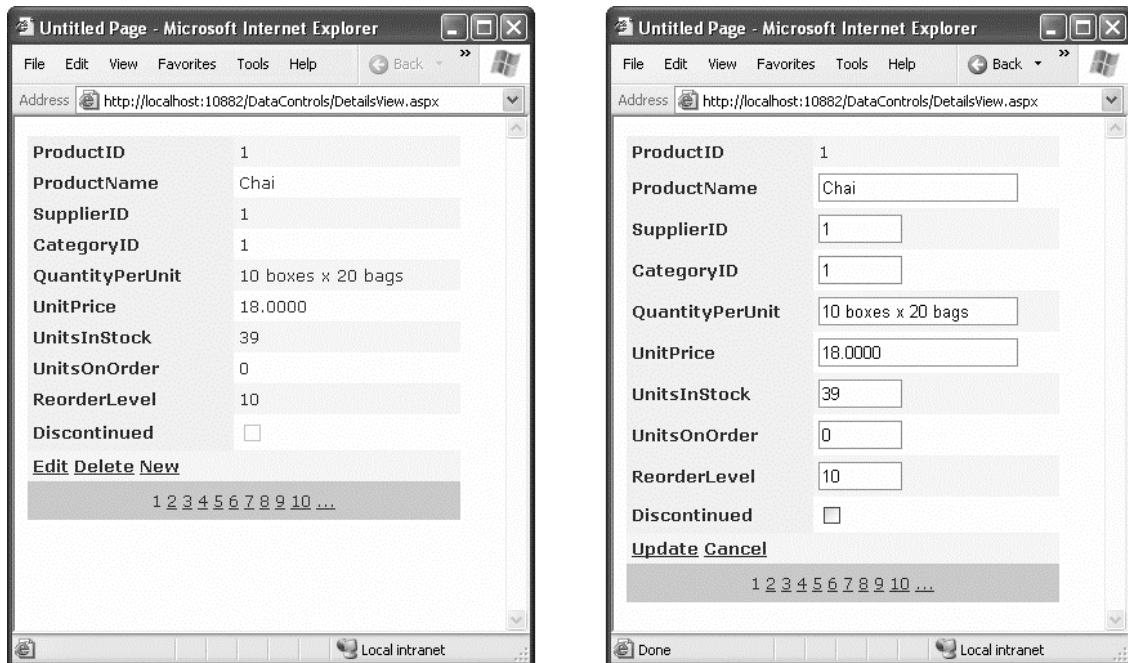 Untitled Page - Microsoft Internet Explorer
File Edit View Favorites Tools Help Back »
Address http://localhost:10882/DataControls/DetailsView.aspx
ProductID 1
ProductName Chai
SupplierID 1
CategoryID 1
QuantityPerUnit 10 boxes x 20 bags
UnitPrice 18.0000
UnitsInStock 39
UnitsOnOrder 0
ReorderLevel 10
Discontinued
Edit Delete New
1 2 3 4 5 6 7 8 9 10 ...
Local intranet
Untitled Page - Microsoft Internet Explorer
File Edit View Favorites Tools Help Back »
Address http://localhost:10882/DataControls/DetailsView.aspx
ProductID 1
ProductName Chai
SupplierID 1
CategoryID 1
QuantityPerUnit 10 boxes x 20 bags
UnitPrice 18.0000
UnitsInStock 39
UnitsOnOrder 0
ReorderLevel 10
Discontinued
Update Cancel
1 2 3 4 5 6 7 8 9 10 ...
Done Local intranet